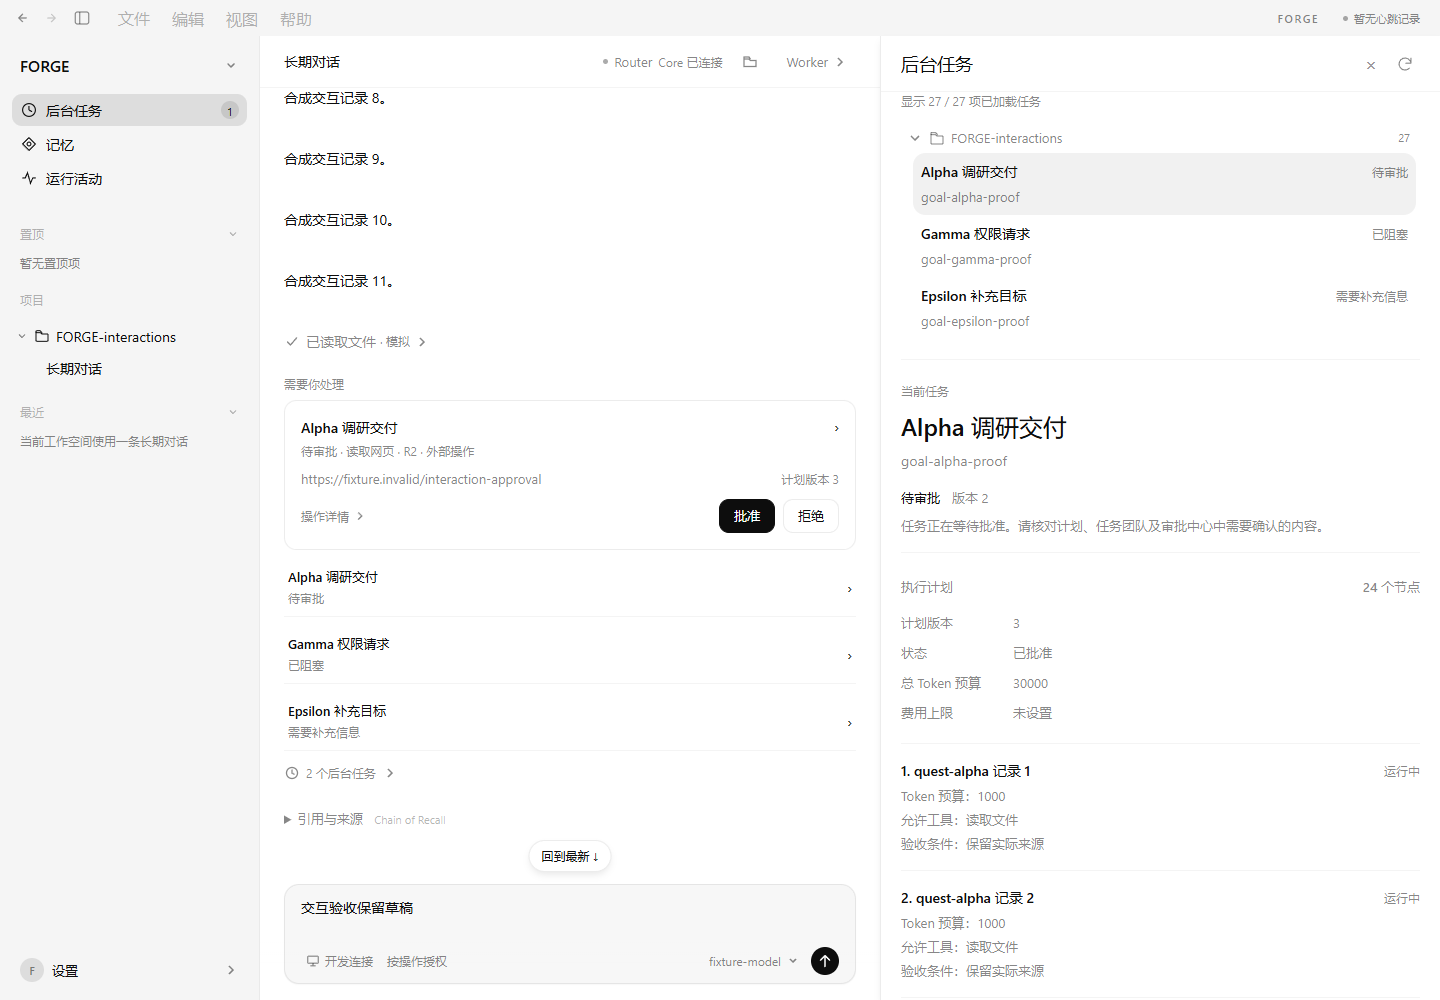 文件 编辑 视图 帮助
FORGE 暂无心跳记录
FORGE
后台任务 1
记忆
运行活动
置顶
暂无置顶项
项目
FORGE-interactions
长期对话
最近
当前工作空间使用一条长期对话
F 设置
长期对话 Router Core 已连接 Worker
合成交互记录 8。
合成交互记录 9。
合成交互记录 10。
合成交互记录 11。
已读取文件 · 模拟
需要你处理
Alpha 调研交付
待审批 · 读取网页 · R2 · 外部操作
https://fixture.invalid/interaction-approval 计划版本 3
操作详情 批准 拒绝
Alpha 调研交付
待审批
Gamma 权限请求
已阻塞
Epsilon 补充目标
需要补充信息
2 个后台任务
引用与来源 Chain of Recall
回到最新 ↓
交互验收保留草稿
开发连接 按操作授权 fixture-model
后台任务
显示 27 / 27 项已加载任务
FORGE-interactions 27
Alpha 调研交付 待审批
goal-alpha-proof
Gamma 权限请求 已阻塞
goal-gamma-proof
Epsilon 补充目标 需要补充信息
goal-epsilon-proof
当前任务
Alpha 调研交付
goal-alpha-proof
待审批 版本 2
任务正在等待批准。请核对计划、任务团队及审批中心中需要确认的内容。
执行计划 24 个节点
计划版本 3
状态 已批准
总 Token 预算 30000
费用上限 未设置
1. quest-alpha 记录 1 运行中
Token 预算：1000
允许工具：读取文件
验收条件：保留实际来源
2. quest-alpha 记录 2 运行中
Token 预算：1000
允许工具：读取文件
验收条件：保留实际来源